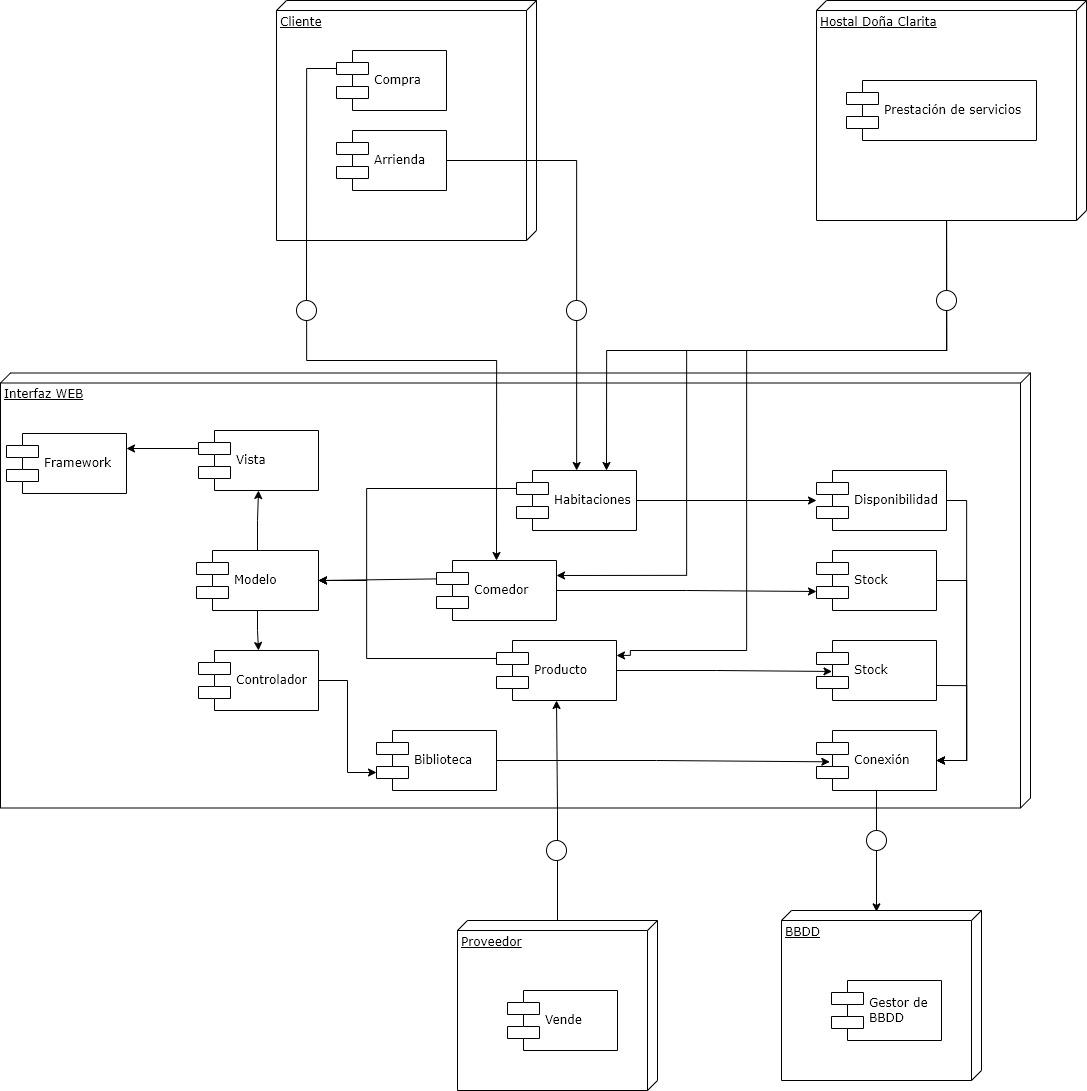 Cliente
Hostal Doña Clarita
Compra
Prestación de servicios
Arrienda
Interfaz WEB
Framework
Vista
Habitaciones
Disponibilidad
Modelo
Comedor
Stock
Controlador
Producto
Stock
Biblioteca
Conexión
Proveedor
BBDD
Vende
Gestor de
BBDD